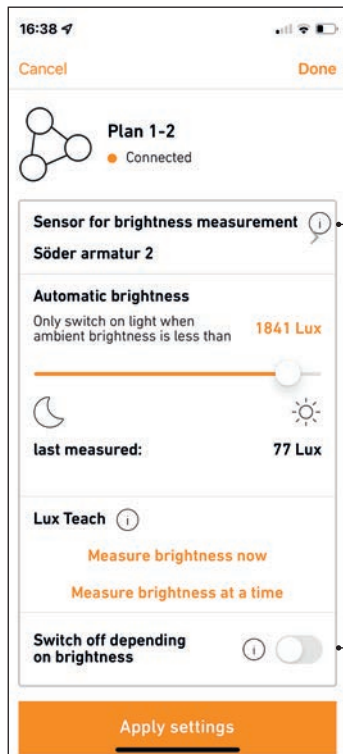 16:38
Cancel Done
Plan 1-2
Connected
Sensor for brightness measurement i
Söder armatur 2
Automatic brightness
Only switch on light when
ambient brightness is less than
1841 Lux
last measured: 77 Lux
Lux Teach i
Measure brightness now
Measure brightness at a time
Switch off depending
on brightness i
Apply settings